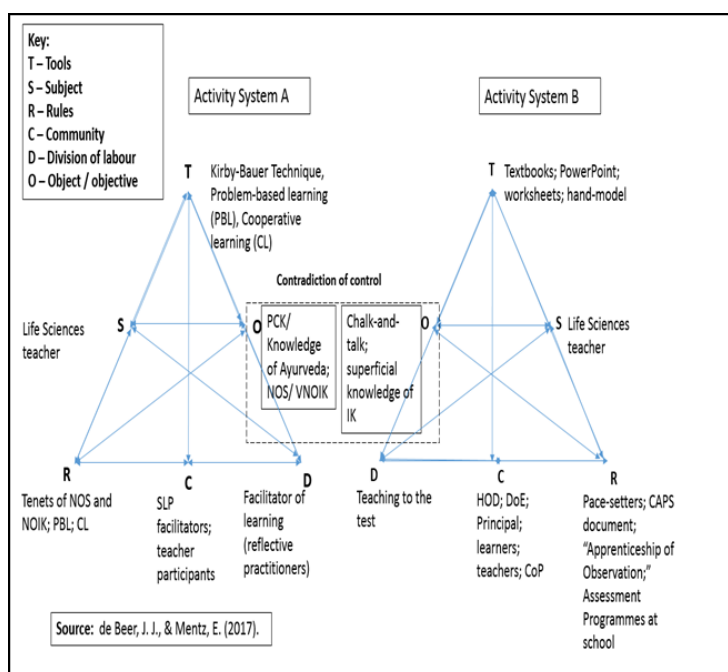 Key:
T – Tools
S – Subject
R – Rules
C – Community
D – Division of labour
O – Object / objective
Activity System A
Activity System B
T
Kirby-Bauer Technique,
Problem-based learning
(PBL), Cooperative
learning (CL)
T
Textbooks; PowerPoint;
worksheets; hand-model
Contradiction of control
Life Sciences
teacher
S
O
PCK/
Knowledge
of Ayurveda;
NOS/ VNOIK
Chalk-and-
talk;
superficial
knowledge of
IK
O
S
Life Sciences
teacher
R
Tenets of NOS and
NOIK; PBL; CL
C
SLP
facilitators;
teacher
participants
D
Facilitator of
learning
(reflective
practitioners)
D
Teaching to the
test
C
HOD; DoE;
Principal;
learners;
teachers; CoP
R
Pace-setters; CAPS
document;
“Apprenticeship of
Observation;”
Assessment
Programmes at
school
Source: de Beer, J. J., & Mentz, E. (2017).